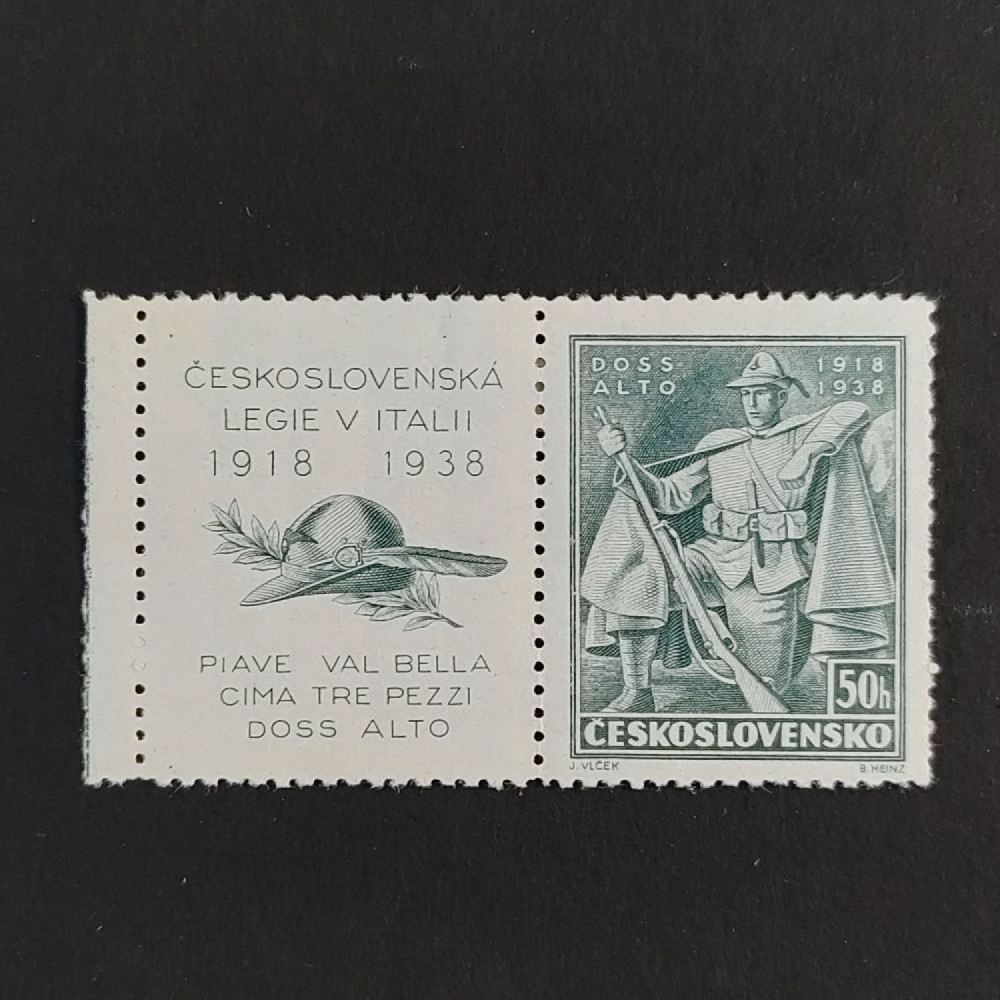 ČESKOSLOVENSKÁ
LEGIE V ITALII
1918 1938
PIAVE VAL BELLA
CIMA TRE PEZZI
DOSS ALTO
DOSS 1918
ALTO 1938
50h
ČESKOSLOVENSKO
J. VLČEK B. HEINZ